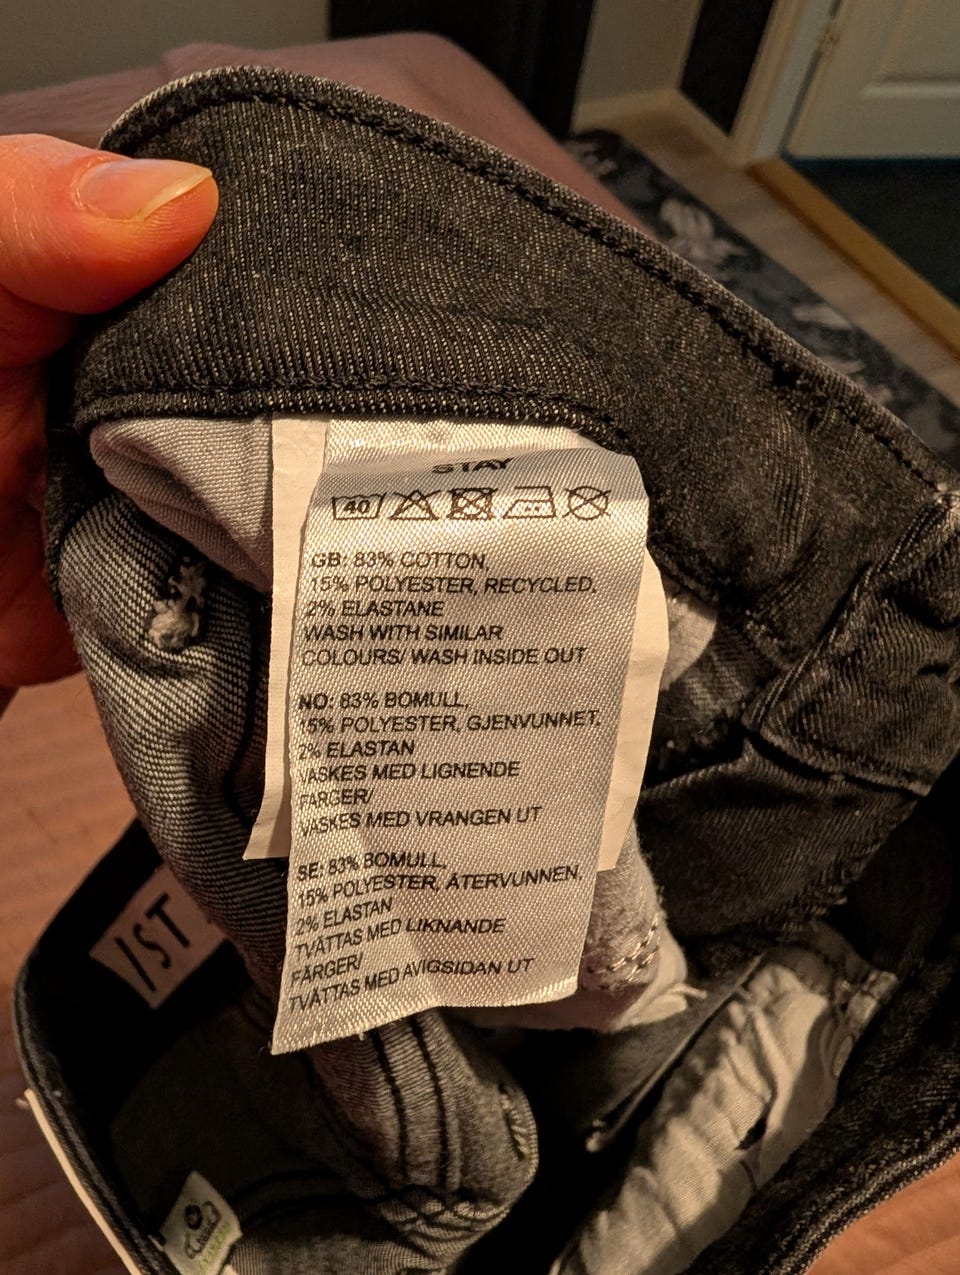 STAY
40
GB: 83% COTTON,
15% POLYESTER, RECYCLED,
2% ELASTANE
WASH WITH SIMILAR
COLOURS/ WASH INSIDE OUT
NO: 83% BOMULL,
15% POLYESTER, GJENVUNNET,
2% ELASTAN
VASKES MED LIGNENDE
FARGER/
VASKES MED VRANGEN UT
SE: 83% BOMULL,
15% POLYESTER, ÅTERVUNNEN,
2% ELASTAN
TVÄTTAS MED LIKNANDE
FÄRGER/
TVÄTTAS MED AVIGSIDAN UT
/ST